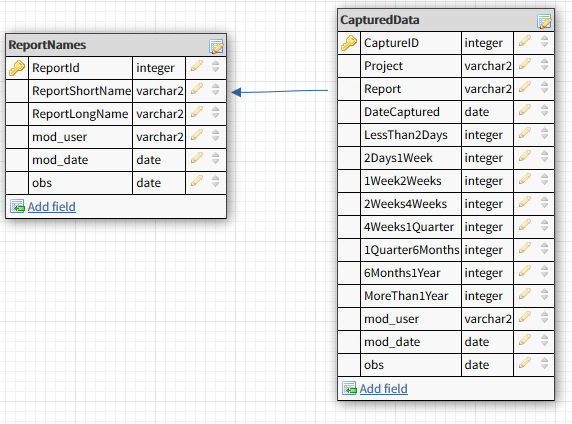 ReportNames
ReportId integer
ReportShortName varchar2
ReportLongName varchar2
mod_user varchar2
mod_date date
obs date
Add field
CapturedData
CaptureID integer
Project varchar2
Report varchar2
DateCaptured date
LessThan2Days integer
2Days1Week integer
1Week2Weeks integer
2Weeks4Weeks integer
4Weeks1Quarter integer
1Quarter6Months integer
6Months1Year integer
MoreThan1Year integer
mod_user varchar2
mod_date date
obs date
Add field